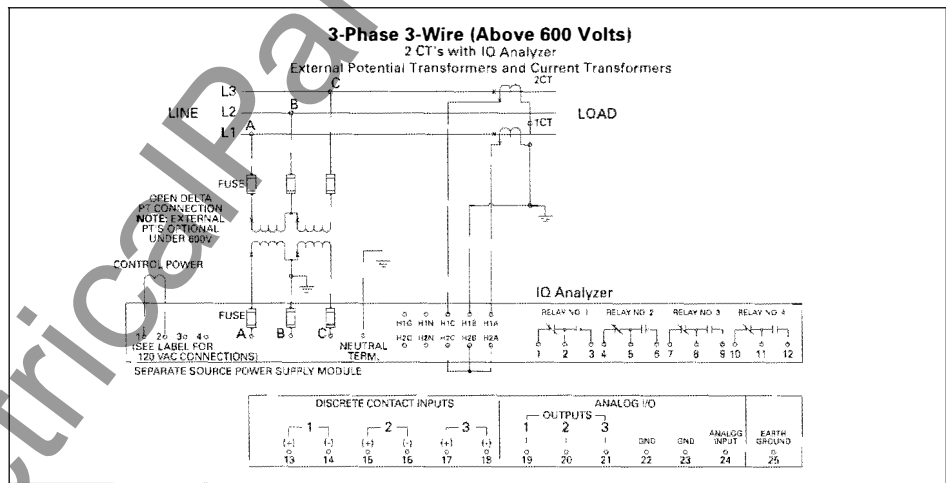 3-Phase 3-Wire (Above 600 Volts)
2 CT's with IQ Analyzer
External Potential Transformers and Current Transformers
2CT
L3 C
LINE L2 B LOAD
1CT
L1 A
FUSE
OPEN DELTA
PT CONNECTION
NOTE: EXTERNAL
PT'S OPTIONAL
UNDER 600V
CONTROL POWER
IQ Analyzer
FUSE
A B C
H1G H1N H1C H1B H1A
RELAY NO. 1 RELAY NO. 2 RELAY NO. 3 RELAY NO. 4
1 2 3 4
H2G H2N H2C H2B H2A
(SEE LABEL FOR
120 VAC CONNECTIONS)
NEUTRAL
TERM.
1 2 3 4 5 6 7 8 9 10 11 12
SEPARATE SOURCE POWER SUPPLY MODULE
DISCRETE CONTACT INPUTS ANALOG I/O
OUTPUTS
1 2 3 1 2 3
(+) (-) (+) (-) (+) (-) GND GND ANALOG INPUT EARTH GROUND
13 14 15 16 17 18 19 20 21 22 23 24 25